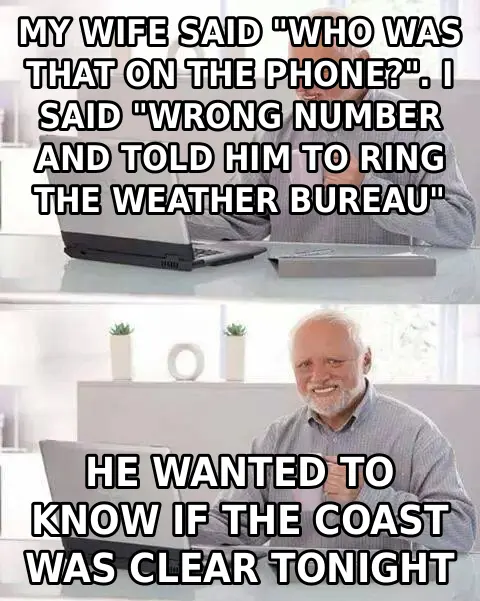 MY WIFE SAID "WHO WAS
THAT ON THE PHONE?". I
SAID "WRONG NUMBER
AND TOLD HIM TO RING
THE WEATHER BUREAU"
HE WANTED TO
KNOW IF THE COAST
WAS CLEAR TONIGHT